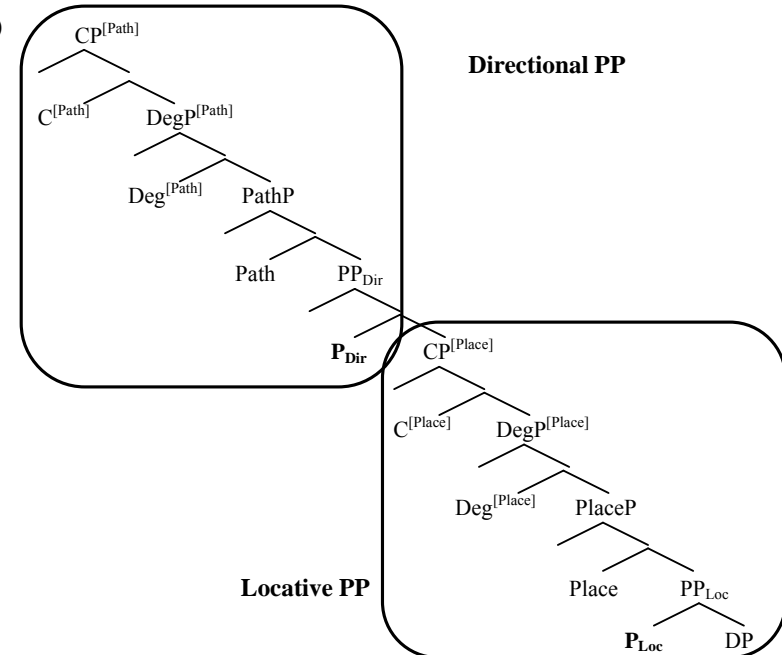 )
CP[Path]
Directional PP
C[Path] DegP[Path]
Deg[Path] PathP
Path PPDir
PDir CP[Place]
C[Place] DegP[Place]
Deg[Place] PlaceP
Locative PP Place PPLoc
PLoc DP